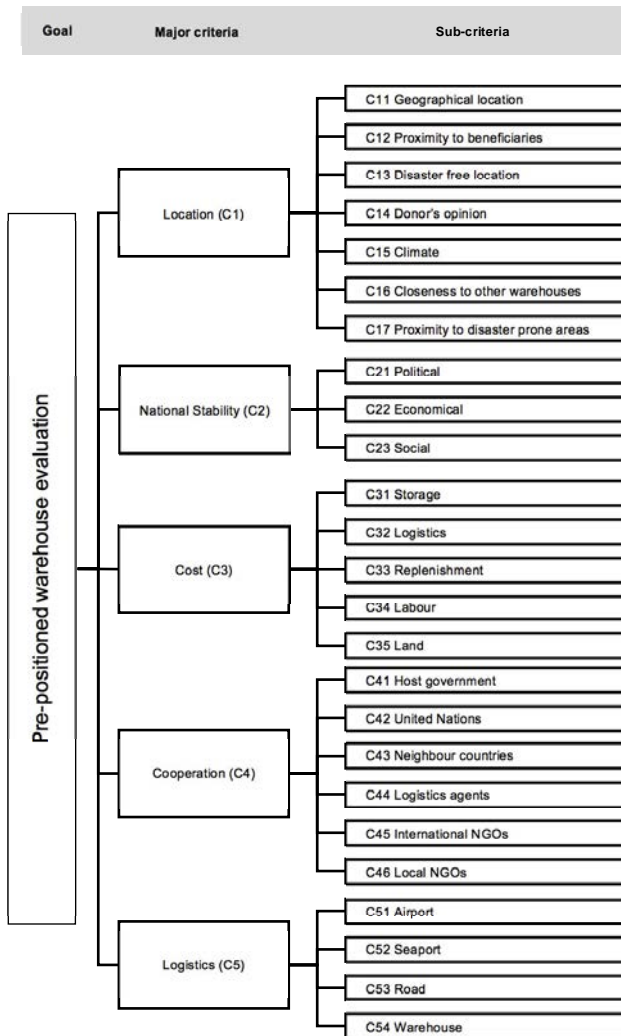 Goal Major criteria Sub-criteria
Pre-positioned warehouse evaluation
Location (C1)
C11 Geographical location
C12 Proximity to beneficiaries
C13 Disaster free location
C14 Donor's opinion
C15 Climate
C16 Closeness to other warehouses
C17 Proximity to disaster prone areas
National Stability (C2)
C21 Political
C22 Economical
C23 Social
Cost (C3)
C31 Storage
C32 Logistics
C33 Replenishment
C34 Labour
C35 Land
Cooperation (C4)
C41 Host government
C42 United Nations
C43 Neighbour countries
C44 Logistics agents
C45 International NGOs
C46 Local NGOs
Logistics (C5)
C51 Airport
C52 Seaport
C53 Road
C54 Warehouse